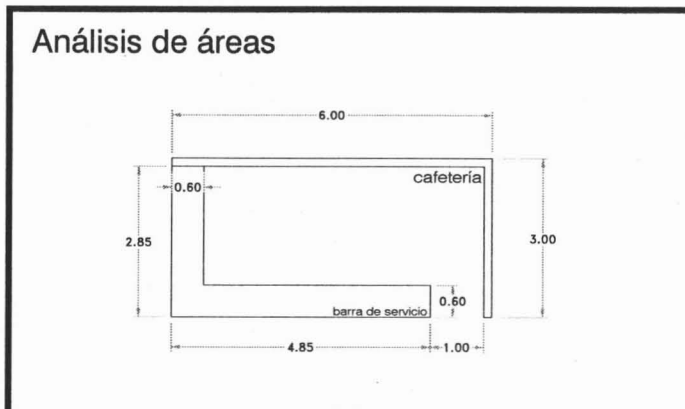 Análisis de áreas
6.00
cafetería
0.60
2.85
3.00
0.60
barra de servicio
4.85
1.00